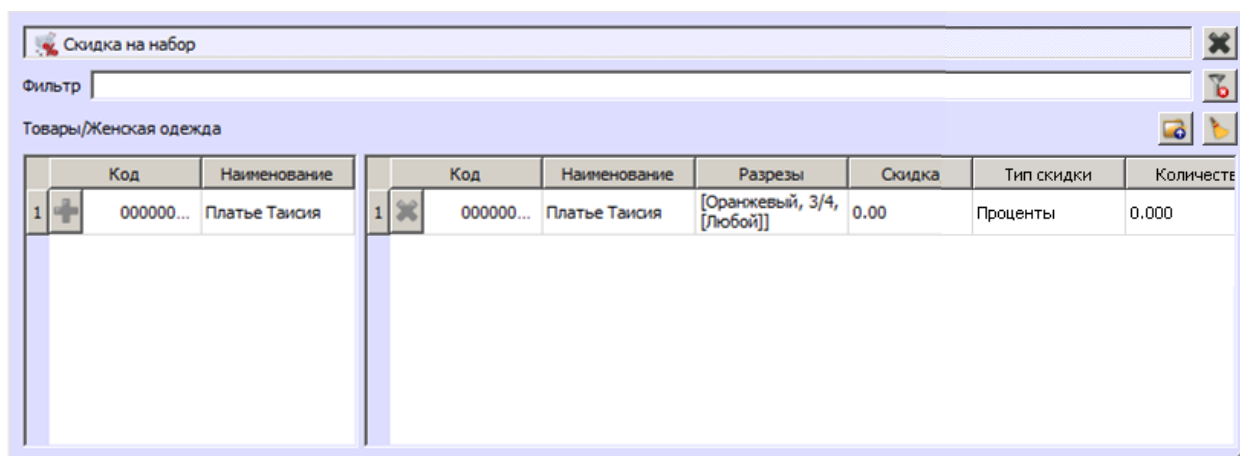 Скидка на набор
Фильтр
Товары/Женская одежда
Код Наименование Код Наименование Разрезы Скидка Тип скидки Количеств
1 000000... Платье Таисия 1 000000... Платье Таисия [Оранжевый, 3/4, 0.00 Проценты 0.000
[Любой]]